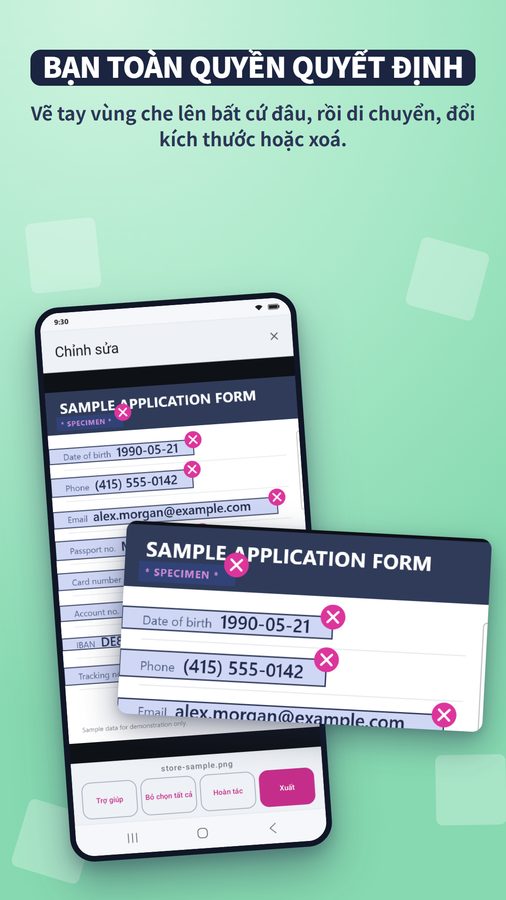 BẠN TOÀN QUYỀN QUYẾT ĐỊNH
Vẽ tay vùng che lên bất cứ đâu, rồi di chuyển, đổi
kích thước hoặc xoá.
9:30
Chỉnh sửa
SAMPLE APPLICATION FORM
* SPECIMEN *
Date of birth 1990-05-21
Phone (415) 555-0142
Email alex.morgan@example.com
Passport no.
Card number
Account no.
IBAN
Tracking
Sample data for demonstration only.
SAMPLE APPLICATION FORM
* SPECIMEN *
Date of birth 1990-05-21
Phone (415) 555-0142
Email alex.morgan@example.com
store-sample.png
Trợ giúp
Bỏ chọn tất cả
Hoàn tác
Xuất